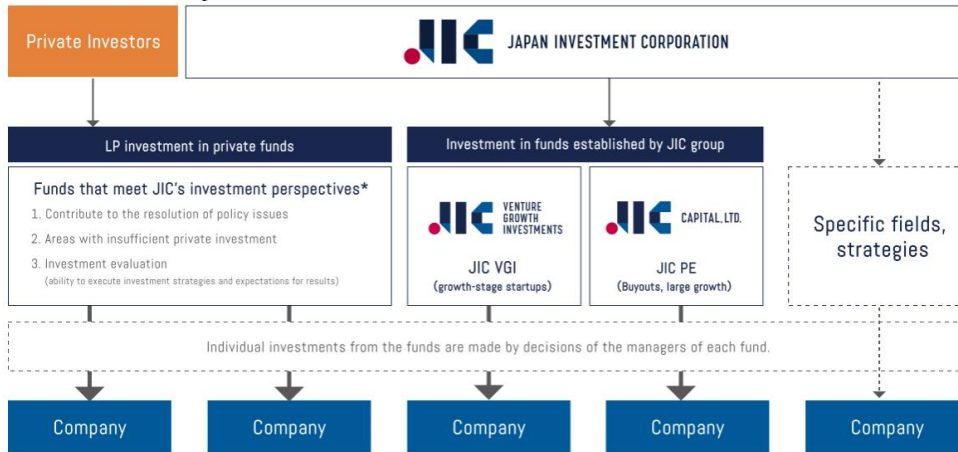 Private Investors
JIC JAPAN INVESTMENT CORPORATION
LP investment in private funds
Investment in funds established by JIC group
Funds that meet JIC's investment perspectives*
1. Contribute to the resolution of policy issues
2. Areas with insufficient private investment
3. Investment evaluation
(ability to execute investment strategies and expectations for results)
JIC VENTURE
GROWTH
INVESTMENTS
JIC VGI
(growth-stage startups)
JIC CAPITAL, LTD.
JIC PE
(Buyouts, large growth)
Specific fields,
strategies
Individual investments from the funds are made by decisions of the managers of each fund.
Company
Company
Company
Company
Company